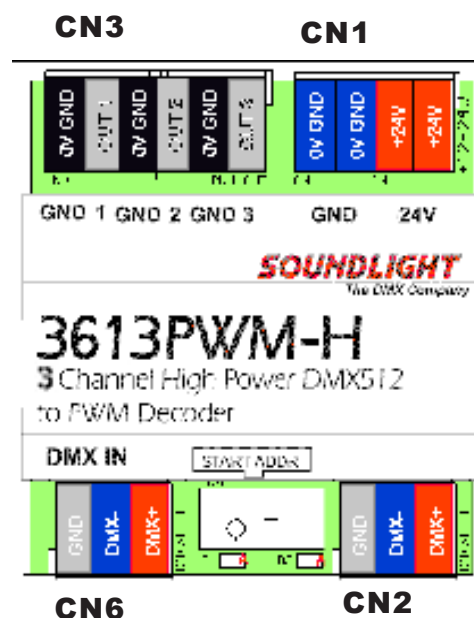 CN3 CN1
0V GND OUT 1 0V GND OUT 2 0V GND OUT 3 0V GND 0V GND +24V +24V
GND 1 GND 2 GND 3 GND 24V
SOUNDLIGHT
The DMX Company
3613PWM-H
3 Channel High Power DMX512
to PWM Decoder
DMX IN START ADDR
GND DMX- DMX+ GND DMX- DMX+
CN6 CN2